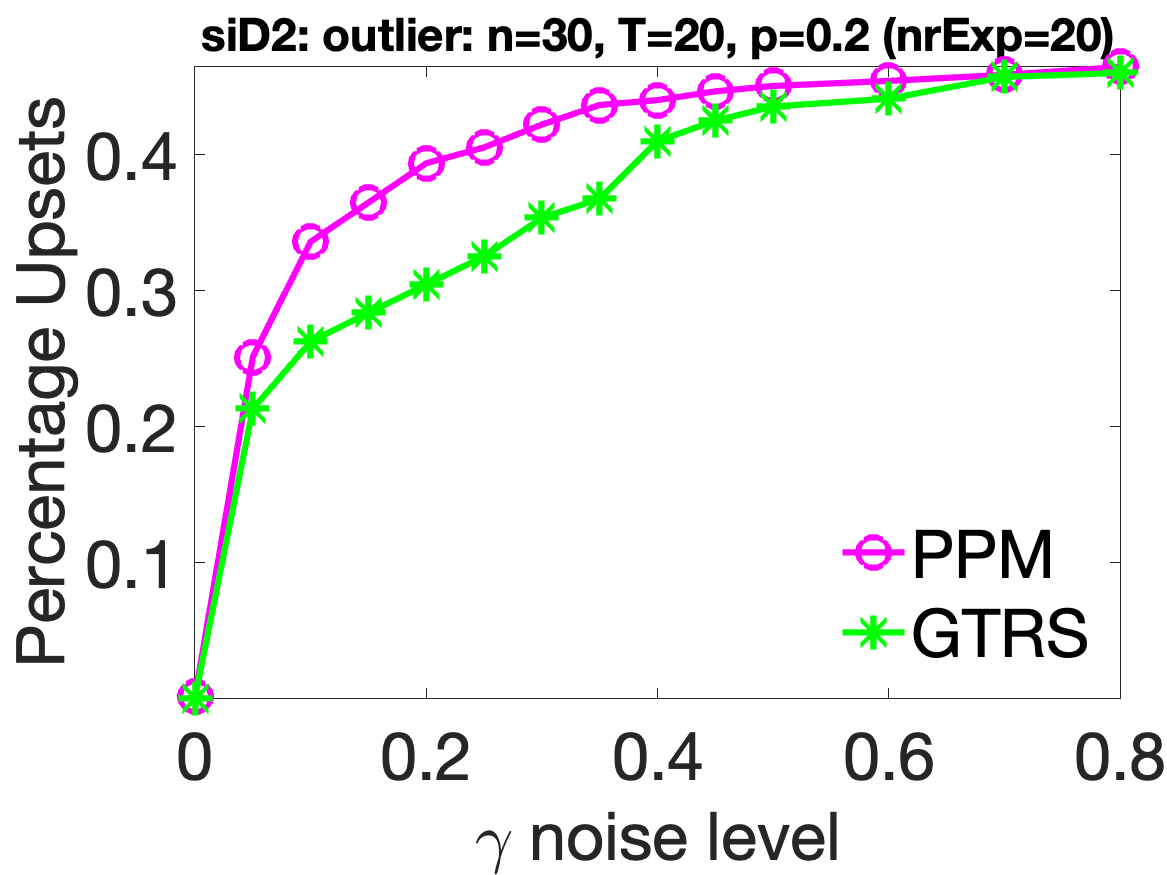 siD2: outlier: n=30, T=20, p=0.2 (nrExp=20)
Percentage Upsets
0.4
0.3
0.2
0.1
PPM
GTRS
0 0.2 0.4 0.6 0.8
γ noise level